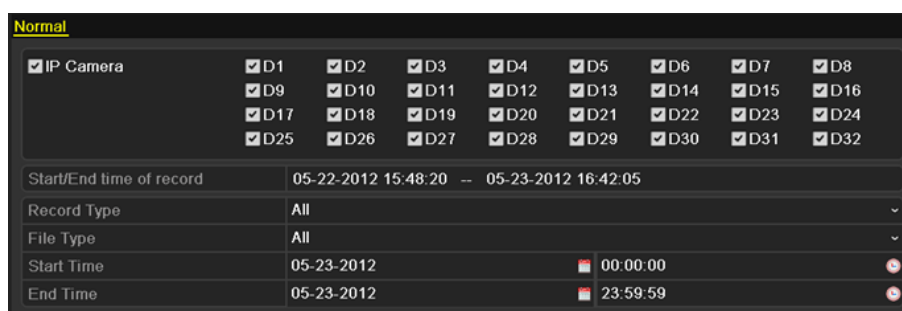 Normal
IP Camera D1 D2 D3 D4 D5 D6 D7 D8
D9 D10 D11 D12 D13 D14 D15 D16
D17 D18 D19 D20 D21 D22 D23 D24
D25 D26 D27 D28 D29 D30 D31 D32
Start/End time of record 05-22-2012 15:48:20 -- 05-23-2012 16:42:05
Record Type All
File Type All
Start Time 05-23-2012 00:00:00
End Time 05-23-2012 23:59:59